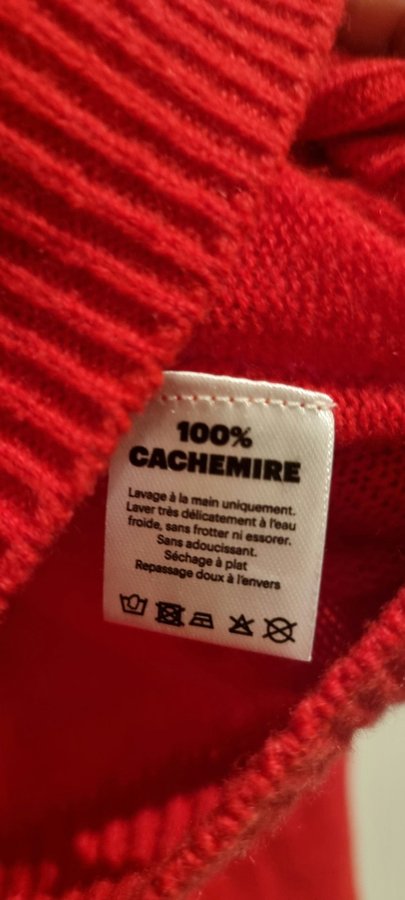 100%
CACHEMIRE
Lavage à la main uniquement.
Laver très délicatement à l'eau
froide, sans frotter ni essorer.
Sans adoucissant.
Séchage à plat
Repassage doux à l'envers